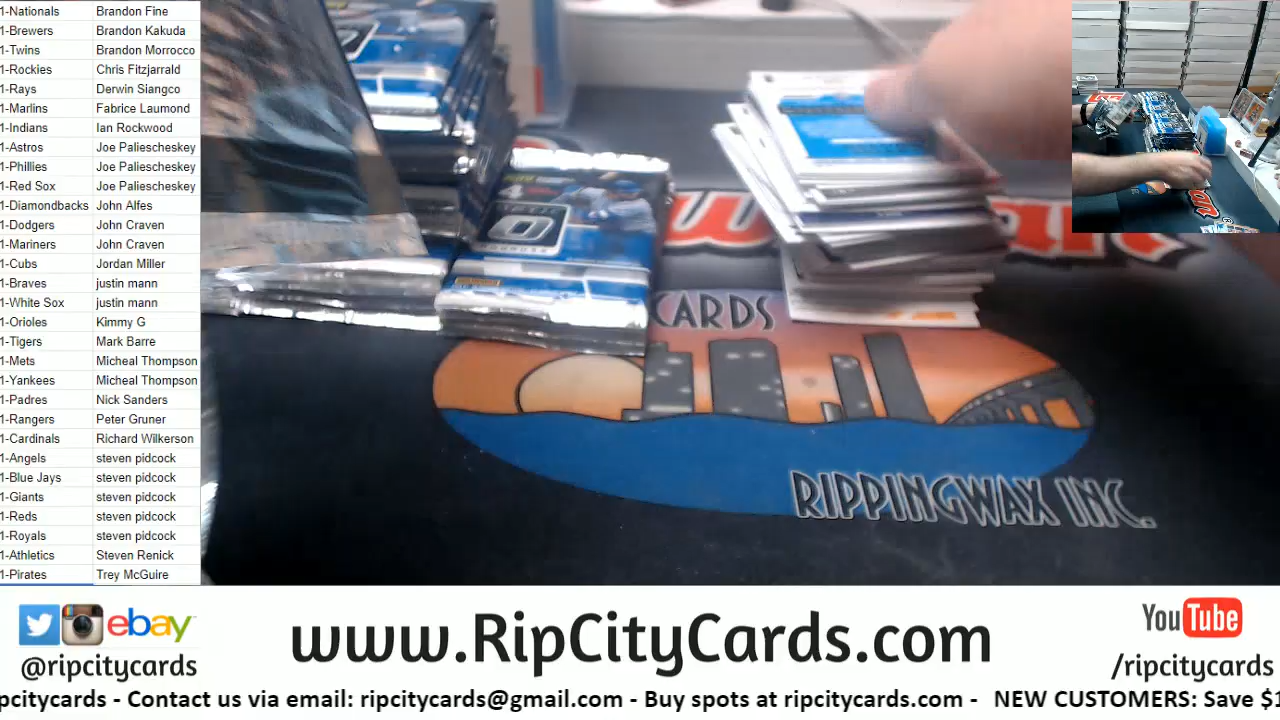 1-Nationals Brandon Fine
1-Brewers Brandon Kakuda
1-Twins Brandon Morrocco
1-Rockies Chris Fitzjarrald
1-Rays Derwin Siangco
1-Marlins Fabrice Laumond
1-Indians Ian Rockwood
1-Astros Joe Paliescheskey
1-Phillies Joe Paliescheskey
1-Red Sox Joe Paliescheskey
1-Diamondbacks John Alfes
1-Dodgers John Craven
1-Mariners John Craven
1-Cubs Jordan Miller
1-Braves justin mann
1-White Sox justin mann
1-Orioles Kimmy G
1-Tigers Mark Barre
1-Mets Micheal Thompson
1-Yankees Micheal Thompson
1-Padres Nick Sanders
1-Rangers Peter Gruner
1-Cardinals Richard Wilkerson
1-Angels steven pidcock
1-Blue Jays steven pidcock
1-Giants steven pidcock
1-Reds steven pidcock
1-Royals steven pidcock
1-Athletics Steven Renick
1-Pirates Trey McGuire
4
CARDS
RIPPINGWAX INC.
ebay
@ripcitycards
www.RipCityCards.com
YouTube
/ripcitycards
pcitycards - Contact us via email: ripcitycards@gmail.com - Buy spots at ripcitycards.com - NEW CUSTOMERS: Save $1